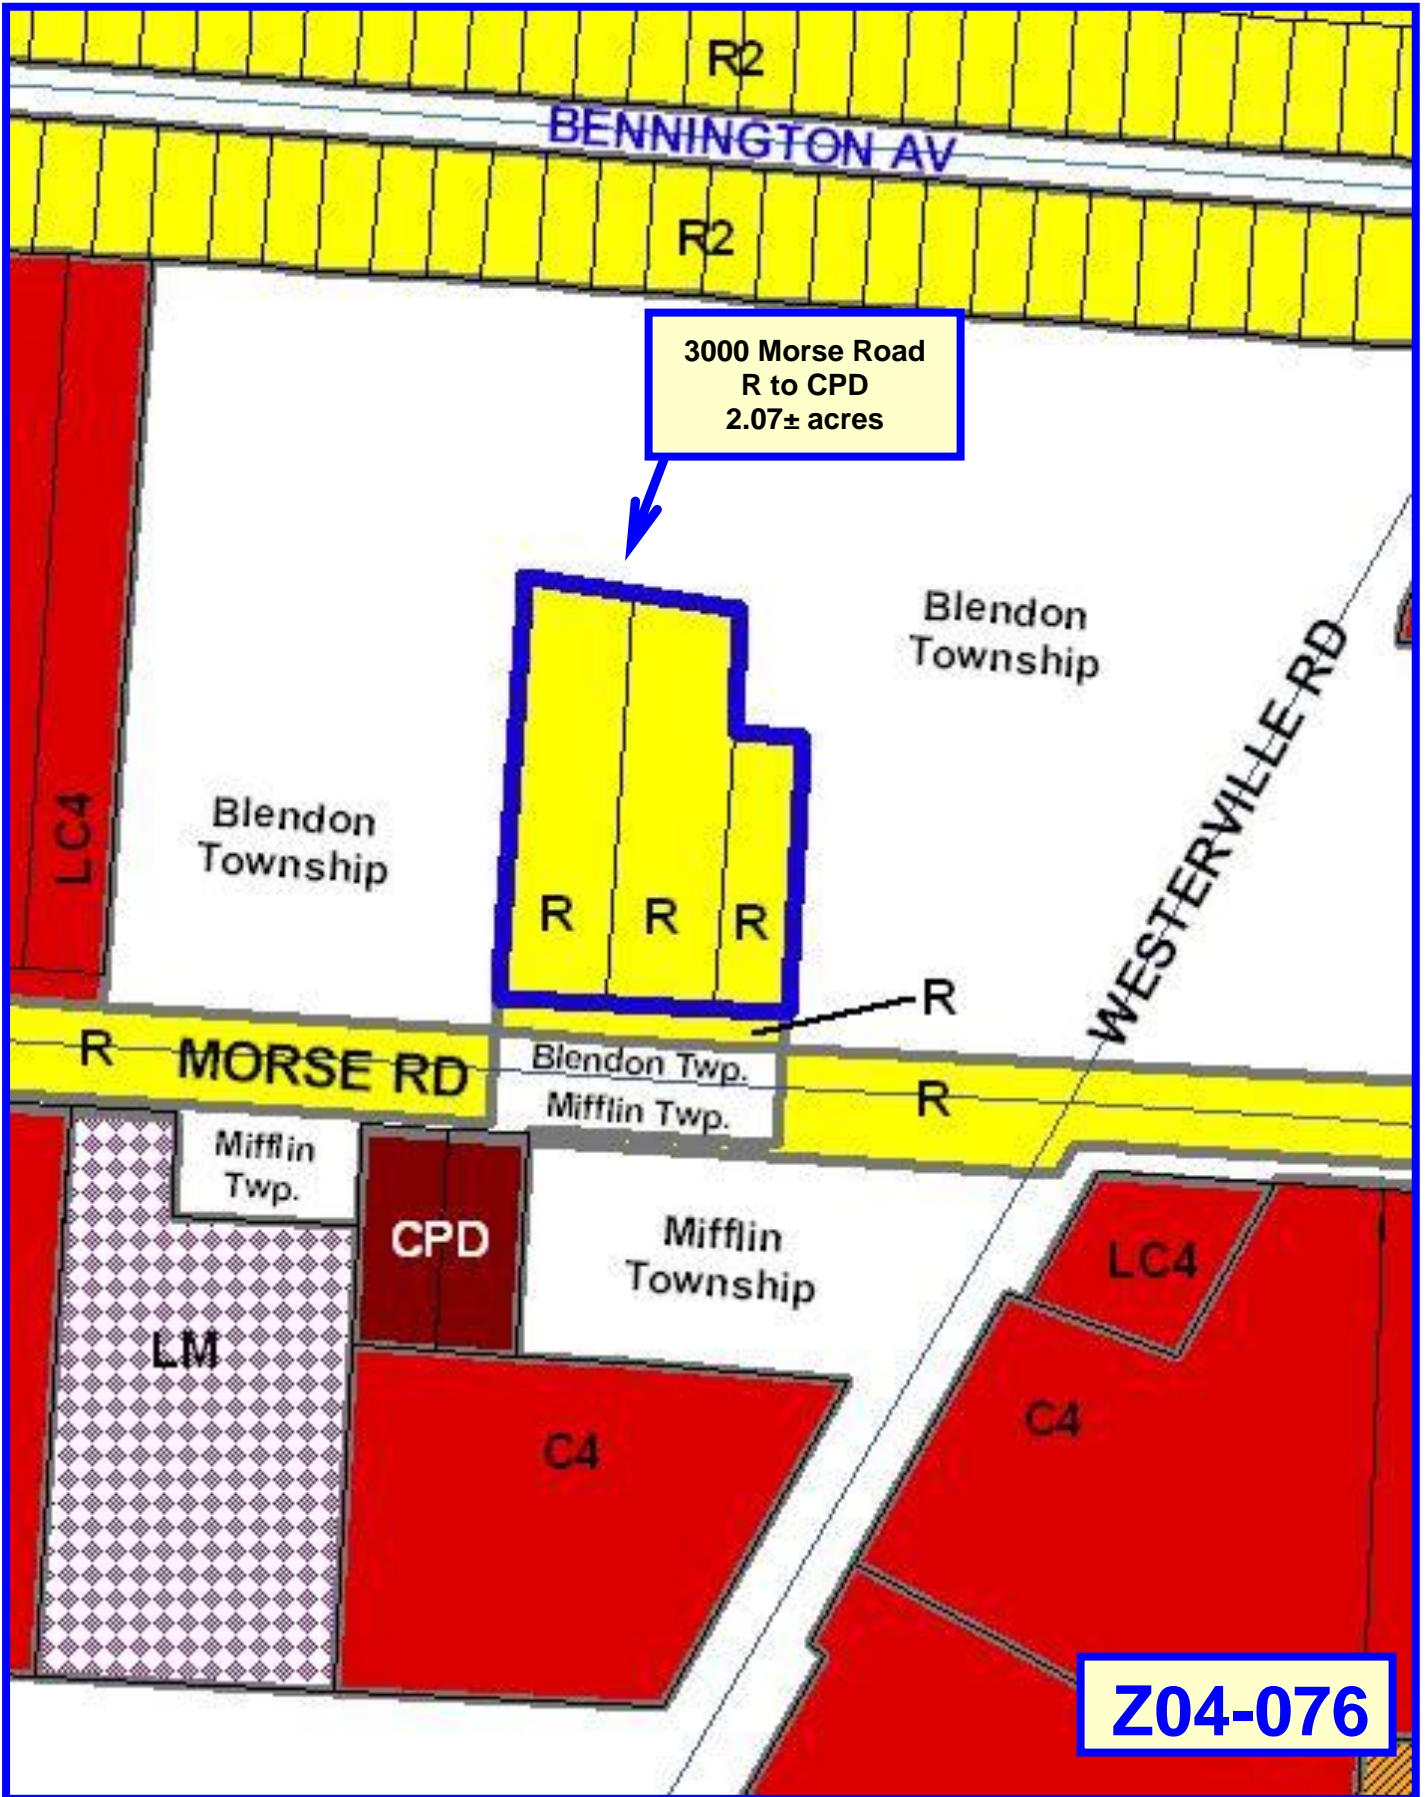 R2
BENNINGTON AV
R2
3000 Morse Road
R to CPD
2.07± acres
Blendon
Township
WESTERVILLE RD
LC4
Blendon
Township
R
R
R
R
R
MORSE RD
Blendon Twp.
Mifflin Twp.
R
Mifflin
Twp.
CPD
Mifflin
Township
LC4
LM
C4
C4
Z04-076